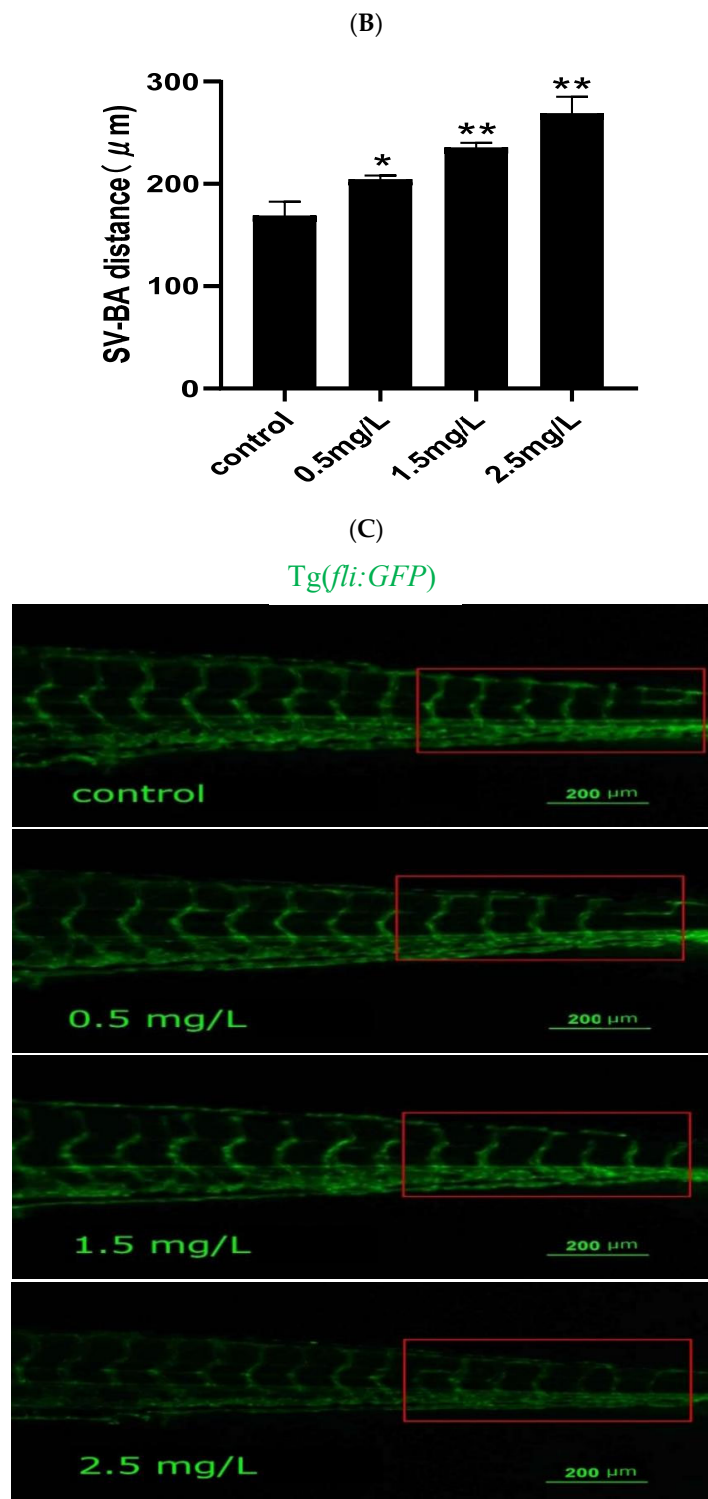 (B)
SV-BA distance(μm)
300
200
100
0
*
**
**
control
0.5mg/L
1.5mg/L
2.5mg/L
(C)
Tg(fli:GFP)
control
200 μm
0.5 mg/L
200 μm
1.5 mg/L
200 μm
2.5 mg/L
200 μm